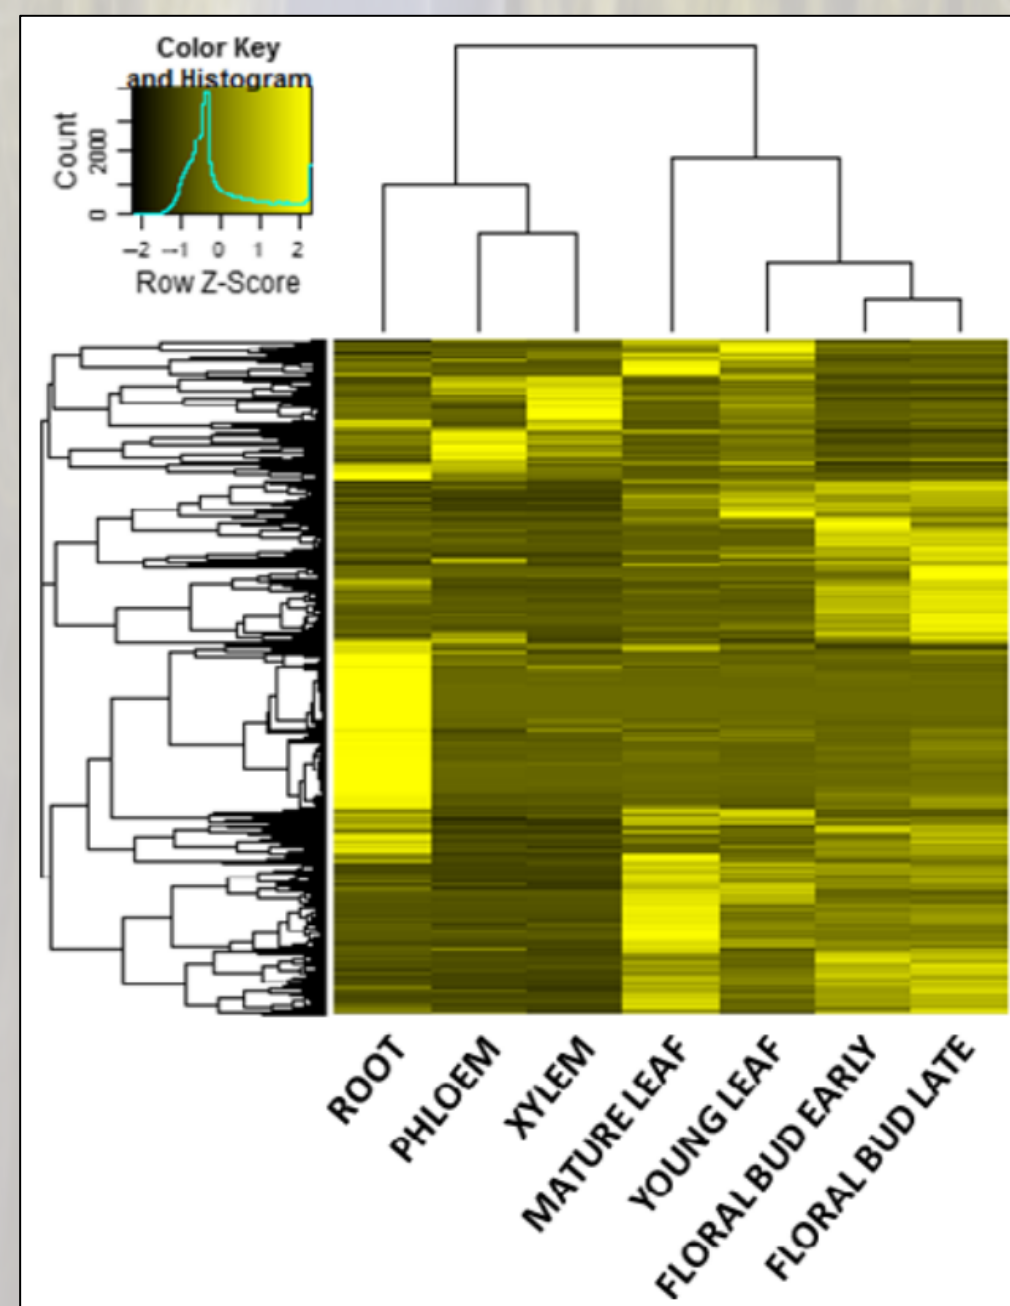 Color Key
and Histogram
Count
0 2000
−2 −1 0 1 2
Row Z-Score
ROOT
PHLOEM
XYLEM
MATURE LEAF
YOUNG LEAF
FLORAL BUD EARLY
FLORAL BUD LATE